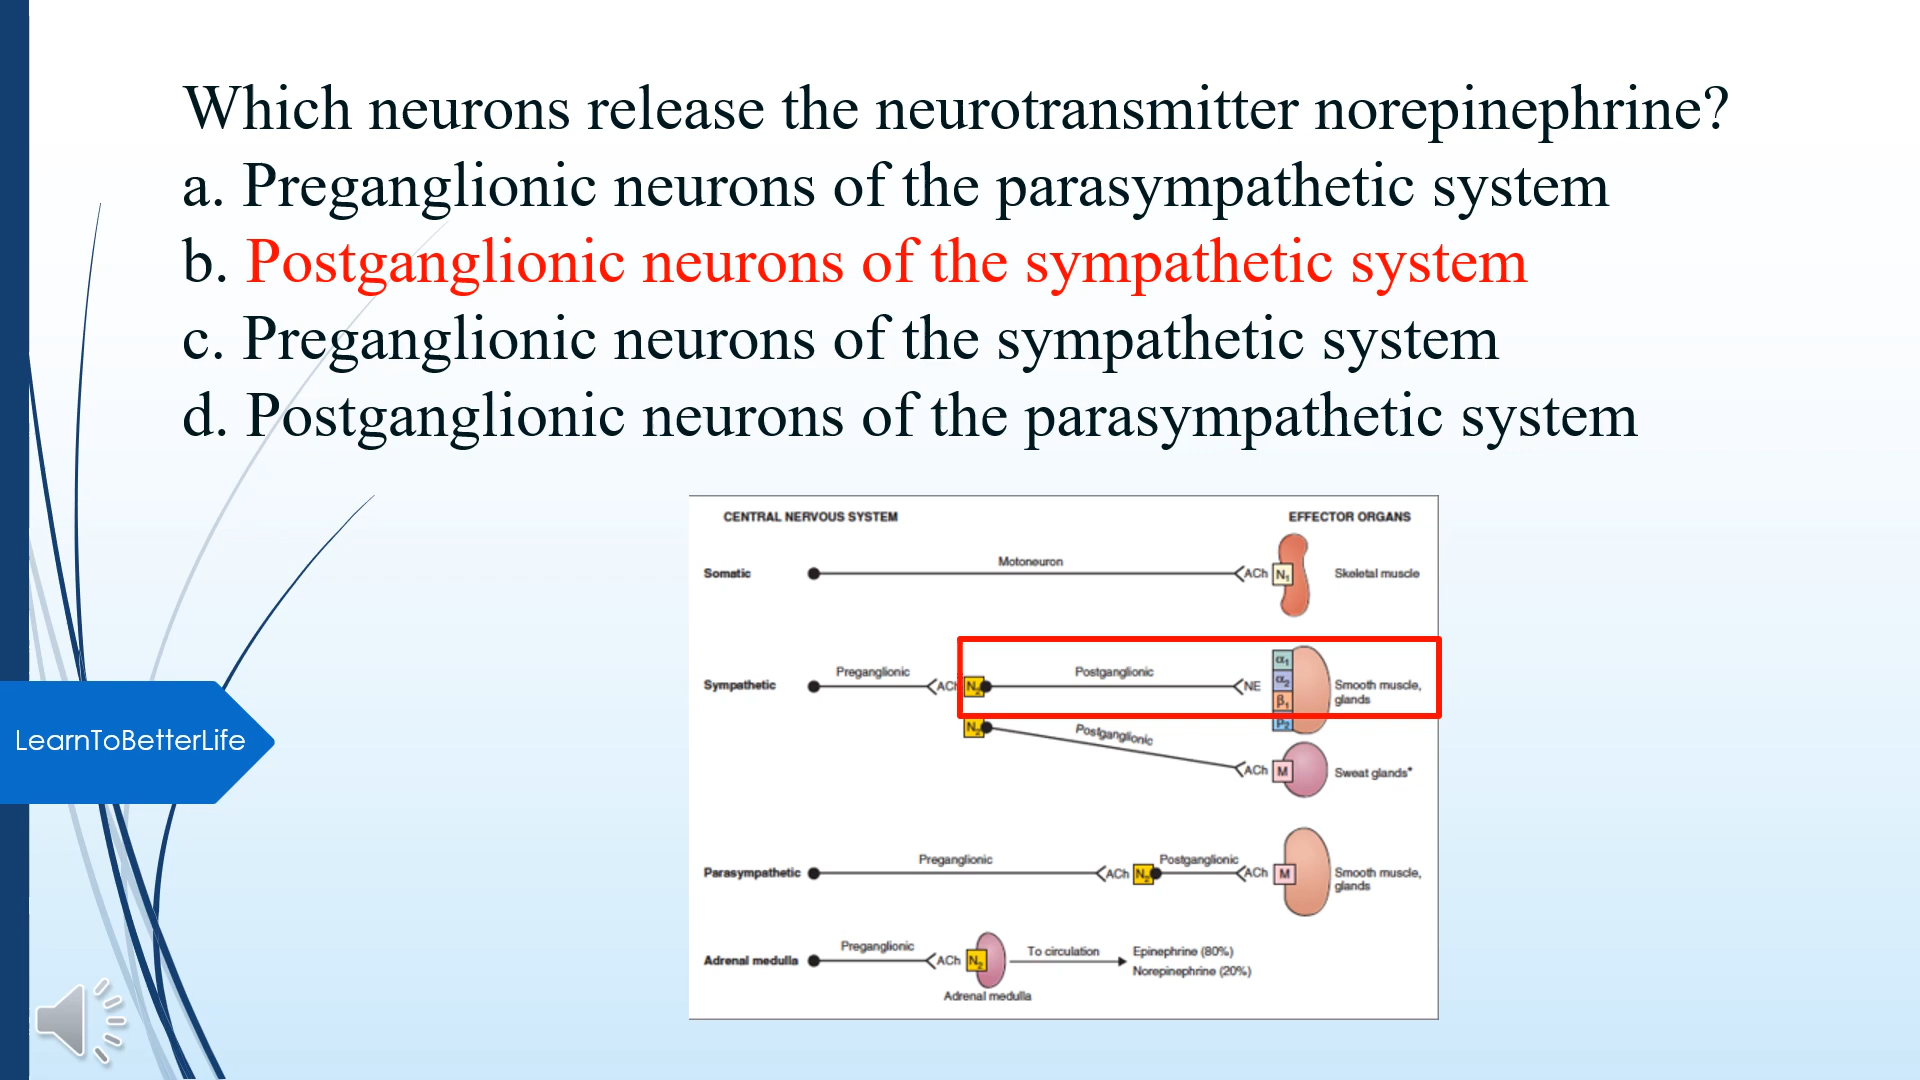 Which neurons release the neurotransmitter norepinephrine?
a. Preganglionic neurons of the parasympathetic system
b. Postganglionic neurons of the sympathetic system
c. Preganglionic neurons of the sympathetic system
d. Postganglionic neurons of the parasympathetic system
CENTRAL NERVOUS SYSTEM EFFECTOR ORGANS
Somatic Motoneuron ACh N₁ Skeletal muscle
Sympathetic Preganglionic ACh N₂ Postganglionic NE α₁ α₂ β₁ β₂ Smooth muscle,
glands
N₂ Postganglionic ACh M Sweat glands*
Parasympathetic Preganglionic ACh N₂ Postganglionic ACh M Smooth muscle,
glands
Adrenal medulla Preganglionic ACh N₂ To circulation Epinephrine (80%)
Norepinephrine (20%)
Adrenal medulla
LearnToBetterLife